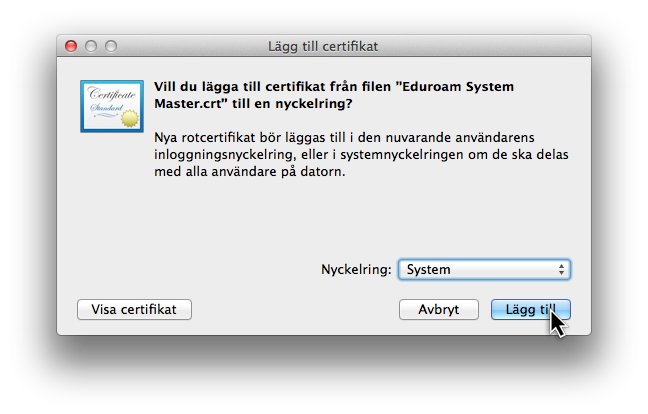 Lägg till certifikat
Certificate
Standard
Vill du lägga till certifikat från filen ”Eduroam System
Master.crt” till en nyckelring?
Nya rotcertifikat bör läggas till i den nuvarande användarens
inloggningsnyckelring, eller i systemnyckelringen om de ska delas
med alla användare på datorn.
Nyckelring: System
Visa certifikat Avbryt Lägg till